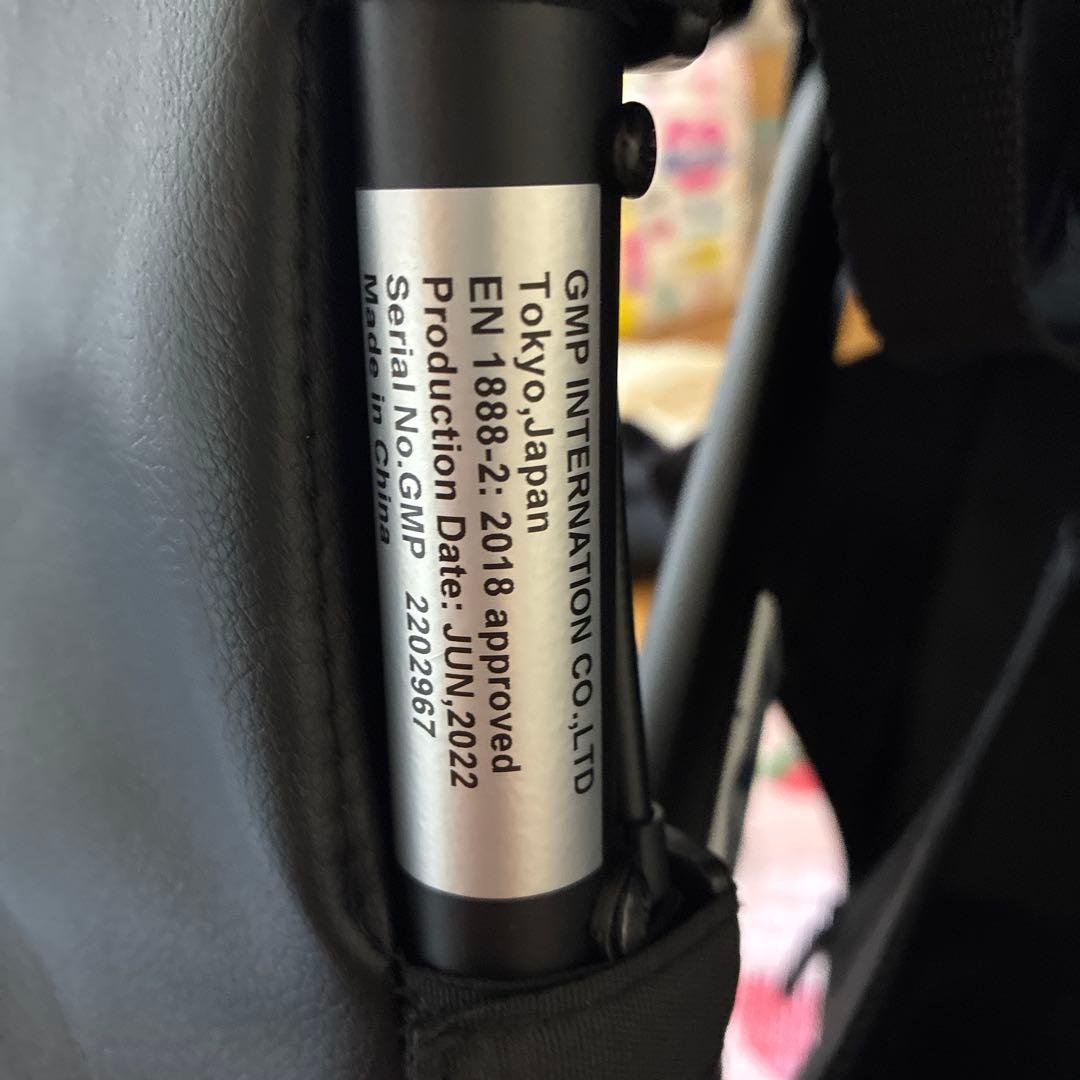 GMP INTERNATION CO.,LTD
Tokyo,Japan
EN 1888-2: 2018 approved
Production Date: JUN,2022
Serial No.GMP 2202967
Made in China